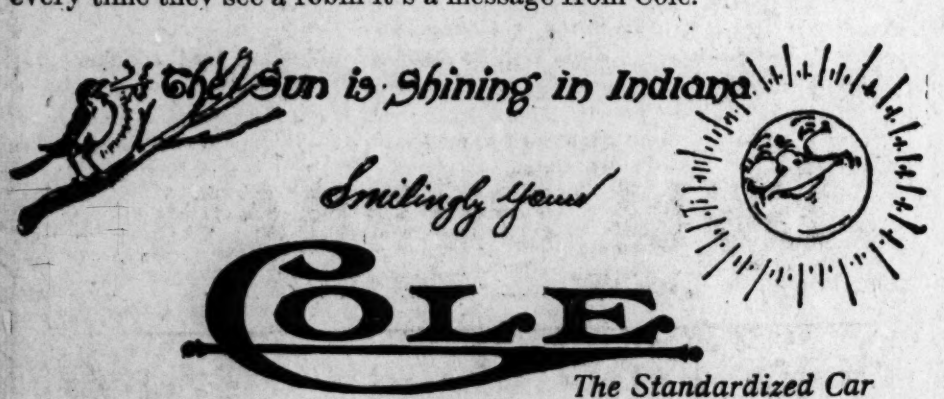 every time they see a robin it's a message from Cole.
The Sun is Shining in Indiana
Smilingly Yours
COLE
The Standardized Car